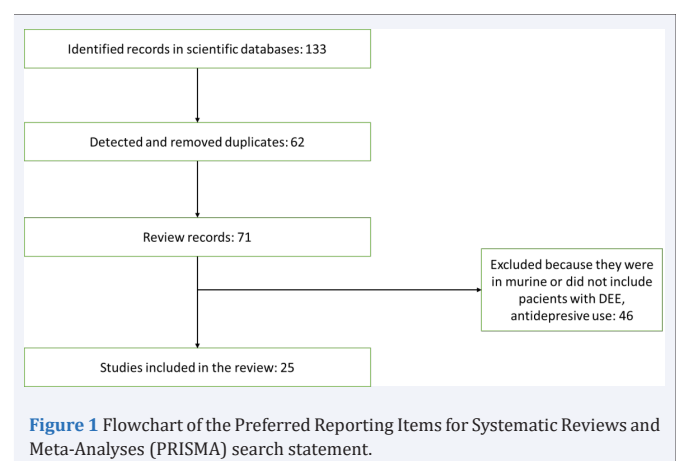 Identified records in scientific databases: 133
Detected and removed duplicates: 62
Review records: 71
Excluded because they were
in murine or did not include
pacients with DEE,
antidepresive use: 46
Studies included in the review: 25
Figure 1 Flowchart of the Preferred Reporting Items for Systematic Reviews and
Meta-Analyses (PRISMA) search statement.